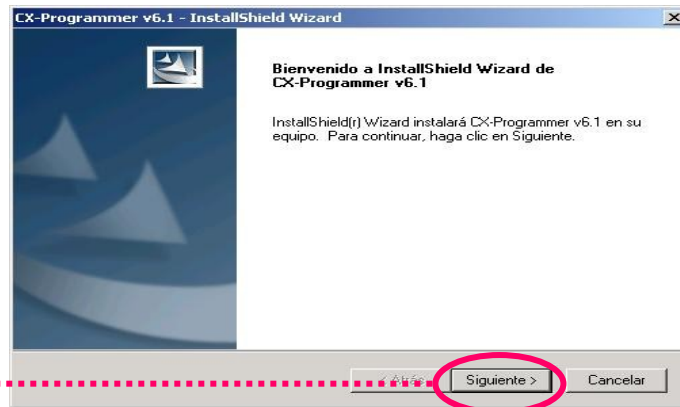 CX-Programmer v6.1 - InstallShield Wizard
Bienvenido a InstallShield Wizard de
CX-Programmer v6.1
InstallShield(r) Wizard instalará CX-Programmer v6.1 en su
equipo. Para continuar, haga clic en Siguiente.
< Atrás Siguiente > Cancelar